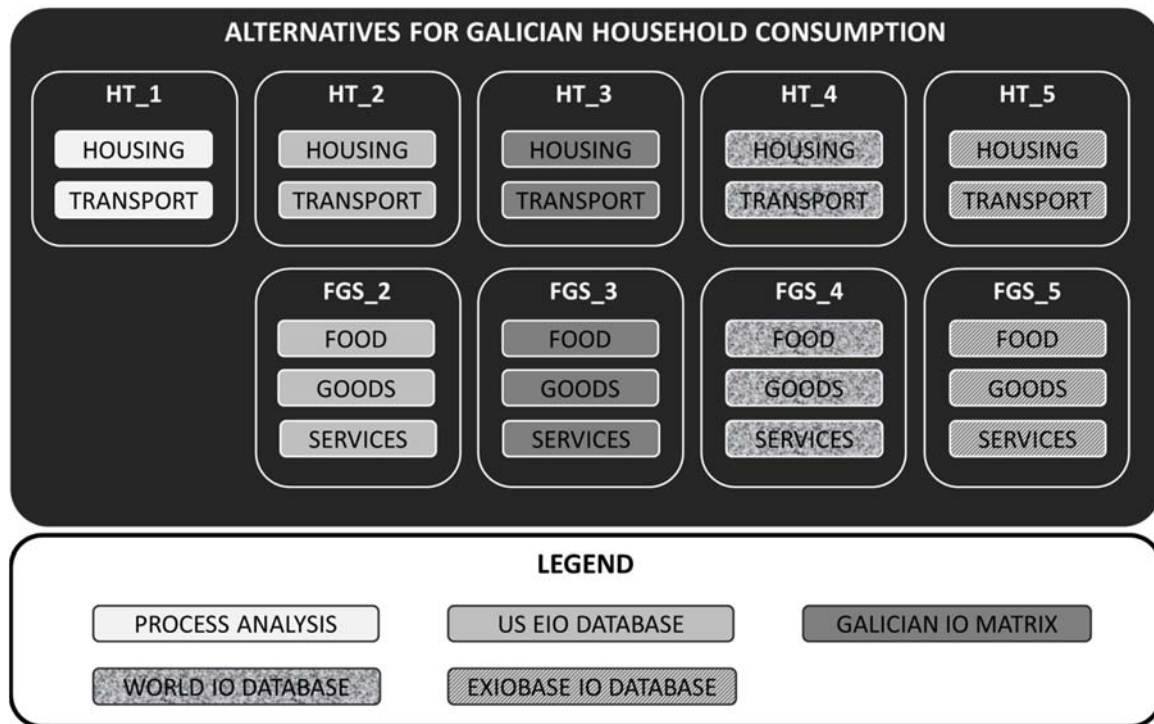 ALTERNATIVES FOR GALICIAN HOUSEHOLD CONSUMPTION
HT_1
HOUSING
TRANSPORT
HT_2
HOUSING
TRANSPORT
HT_3
HOUSING
TRANSPORT
HT_4
HOUSING
TRANSPORT
HT_5
HOUSING
TRANSPORT
FGS_2
FOOD
GOODS
SERVICES
FGS_3
FOOD
GOODS
SERVICES
FGS_4
FOOD
GOODS
SERVICES
FGS_5
FOOD
GOODS
SERVICES
LEGEND
PROCESS ANALYSIS
US EIO DATABASE
GALICIAN IO MATRIX
WORLD IO DATABASE
EXIOBASE IO DATABASE